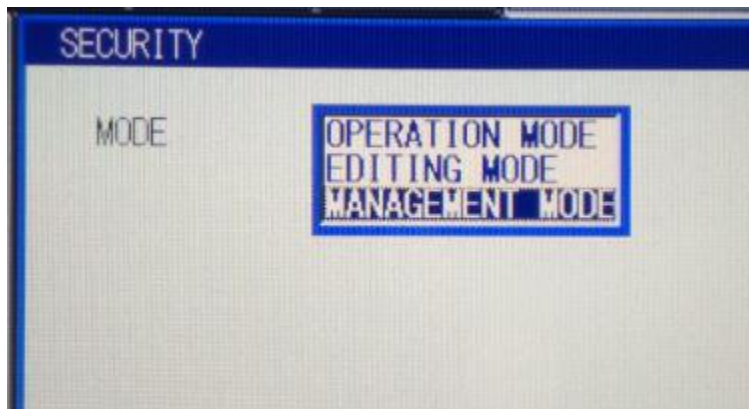 SECURITY
MODE
OPERATION MODE
EDITING MODE
MANAGEMENT MODE